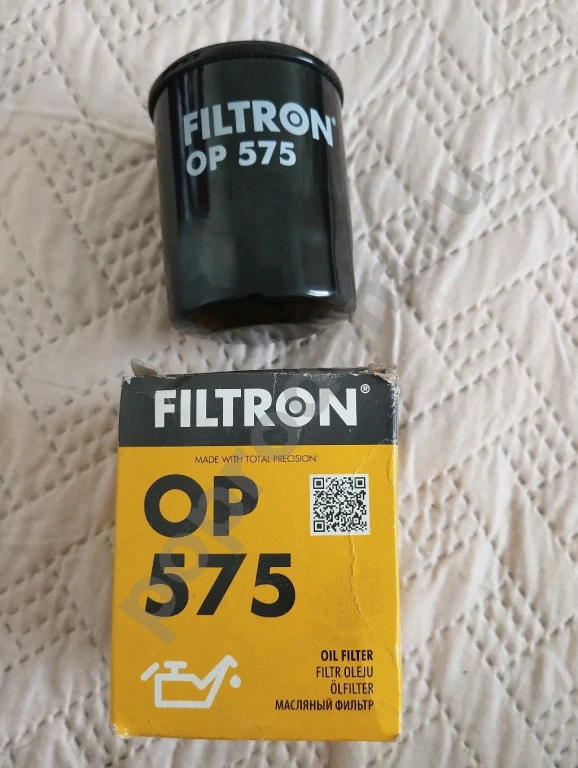 FILTRON®
OP 575
FILTRON®
MADE WITH TOTAL PRECISION
OP
575
OIL FILTER
FILTR OLEJU
ÖLFILTER
МАСЛЯНЫЙ ФИЛЬТР